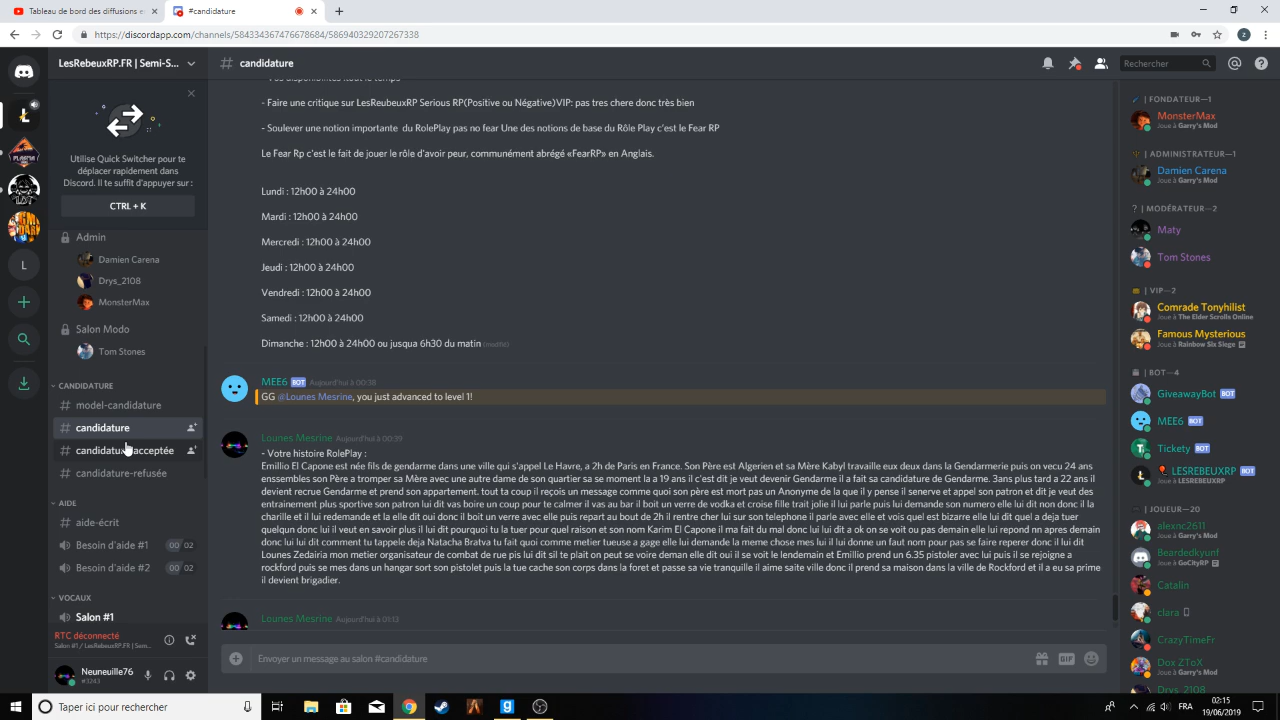 Tableau de bord des diffusions e
#candidature
https://discordapp.com/channels/584334367476678684/586940329207267338
LesRebeuxRP.FR | Semi-S...
candidature
Rechercher
Utilise Quick Switcher pour te
déplacer rapidement dans
Discord. Il te suffit d'appuyer sur :
CTRL + K
Admin
Damien Carena
Drys_2108
MonsterMax
Salon Modo
Tom Stones
CANDIDATURE
model-candidature
candidature
candidature-acceptée
candidature-refusée
AIDE
aide-écrit
Besoin d'aide #1 00 02
Besoin d'aide #2 00 02
VOCAUX
Salon #1
RTC déconnecté
Salon #1 / LesRebeuxRP.FR | Sem...
Neuneuille76
#3243
- Faire une critique sur LesReubeuxRP Serious RP(Positive ou Négative)VIP: pas tres chere donc très bien
- Soulever une notion importante du RolePlay pas no fear Une des notions de base du Rôle Play c'est le Fear RP
Le Fear Rp c'est le fait de jouer le rôle d'avoir peur, communément abrégé «FearRP» en Anglais.
Lundi : 12h00 à 24h00
Mardi : 12h00 à 24h00
Mercredi : 12h00 à 24h00
Jeudi : 12h00 à 24h00
Vendredi : 12h00 à 24h00
Samedi : 12h00 à 24h00
Dimanche : 12h00 à 24h00 ou jusqua 6h30 du matin (modifié)
MEE6 BOT Aujourd'hui à 00:38
GG @Lounes Mesrine, you just advanced to level 1!
Lounes Mesrine Aujourd'hui à 00:39
- Votre histoire RolePlay :
Emillio El Capone est née fils de gendarme dans une ville qui s'appel Le Havre, a 2h de Paris en France. Son Père est Algerien et sa Mère Kabyl travaille eux deux dans la Gendarmerie puis on vecu 24 ans
enssembles son Père a tromper sa Mère avec une autre dame de son quartier sa se moment la a 19 ans il c'est dit je veut devenir Gendarme il a fait sa candidature de Gendarme. 3ans plus tard a 22 ans il
devient recrue Gendarme et prend son appartement. tout ta coup il reçois un message comme quoi son père est mort pas un Anonyme de la que il y pense il senerve et appel son patron et dit je veut des
entrainement plus sportive son patron lui dit vas boire un coup pour te calmer il vas au bar il boit un verre de vodka et croise fille trait jolie il lui parle puis lui demande son numero elle lui dit non donc il la
charifie et il lui redemande et la elle dit oui donc il boit un verre avec elle puis repart au bout de 2h il rentre cher lui sur son telephone il parle avec elle et vois quel est bizarre elle lui dit quel a deja tuer
quelqun donc lui il veut en savoir plus il lui dit pourquoi tu la tuer pour quel raison et son nom Karim El Capone il ma fait du mal donc lui lui dit a ok on se voit ou pas demain elle lui repond nn apres demain
donc lui lui dit comment tu tappele deja Natacha Bratva tu fait quoi comme metier tueuse a gage elle lui demande la meme chose mes lui il lui donne un faut nom pour pas se faire reperer donc il lui dit
Lounes Zedairia mon metier organisateur de combat de rue pis lui dit sil te plait on peut se voire deman elle dit oui il se voit le lendemain et Emillio prend un 6.35 pistoler avec lui puis il se rejoigne a
rockford puis se mes dans un hangar sort son pistolet puis la tue cache son corps dans la foret et passe sa vie tranquille il aime saite ville donc il prend sa maison dans la ville de Rockford et il a eu sa prime
il devient brigadier.
Lounes Mesrine Aujourd'hui à 01:13
Envoyer un message au salon #candidature
GIF
| FONDATEUR—1
MonsterMax
Joue à Garry's Mod
| ADMINISTRATEUR—1
Damien Carena
Joue à Garry's Mod
? | MODÉRATEUR—2
Maty
Tom Stones
| VIP—2
Comrade Tonyhilist
Joue à The Elder Scrolls Online
Famous Mysterious
Joue à Rainbow Six Siege
| BOT—4
GiveawayBot BOT
MEE6 BOT
Tickety BOT
LESREBEUXRP BOT
Joue à LESREBEUXRP
| JOUEUR—20
alexnc2611
Joue à Garry's Mod
Beardedkyunf
Joue à GoCityRP
Catalin
clara
CrazyTimeFr
Dox ZToX
Joue à Garry's Mod
Drys_2108
Taper ici pour rechercher
FRA
02:15
19/06/2019